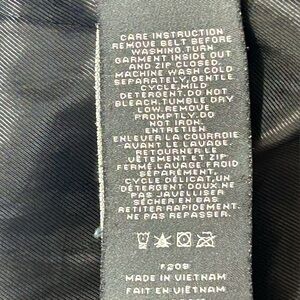 CARE INSTRUCTION
REMOVE BELT BEFORE
WASHING.TURN
GARMENT INSIDE OUT
AND ZIP CLOSED.
MACHINE WASH COLD
SEPARATELY, GENTLE
CYCLE,MILD
DETERGENT.DO NOT
BLEACH.TUMBLE DRY
LOW.REMOVE
PROMPTLY.DO
NOT IRON.
ENTRETIEN
ENLEVER LA COURROIE
AVANT LE LAVAGE
RETOURNER LE
VÊTEMENT ET ZIP
FERMÉ.LAVAGE FROID
SÉPARÉMENT,
CYCLE DÉLICAT,UN
DÉTERGENT DOUX.NE
PAS JAVELLISER
SÉCHER EN BAS
RETITER RAPIDEMENT.
NE PAS REPASSER.
F209
MADE IN VIETNAM
FAIT EN VIETNAM